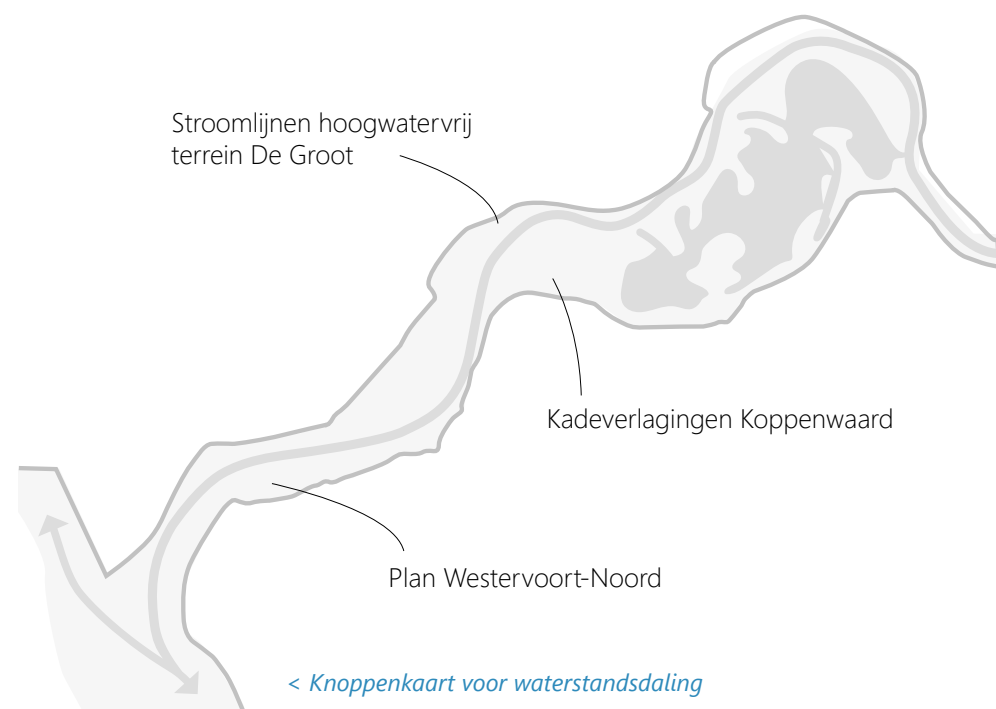 Stroomlijnen hoogwatervrij
terrein De Groot
Kadeverlagingen Koppenwaard
Plan Westervoort-Noord
< Knoppenkaart voor waterstandsdaling